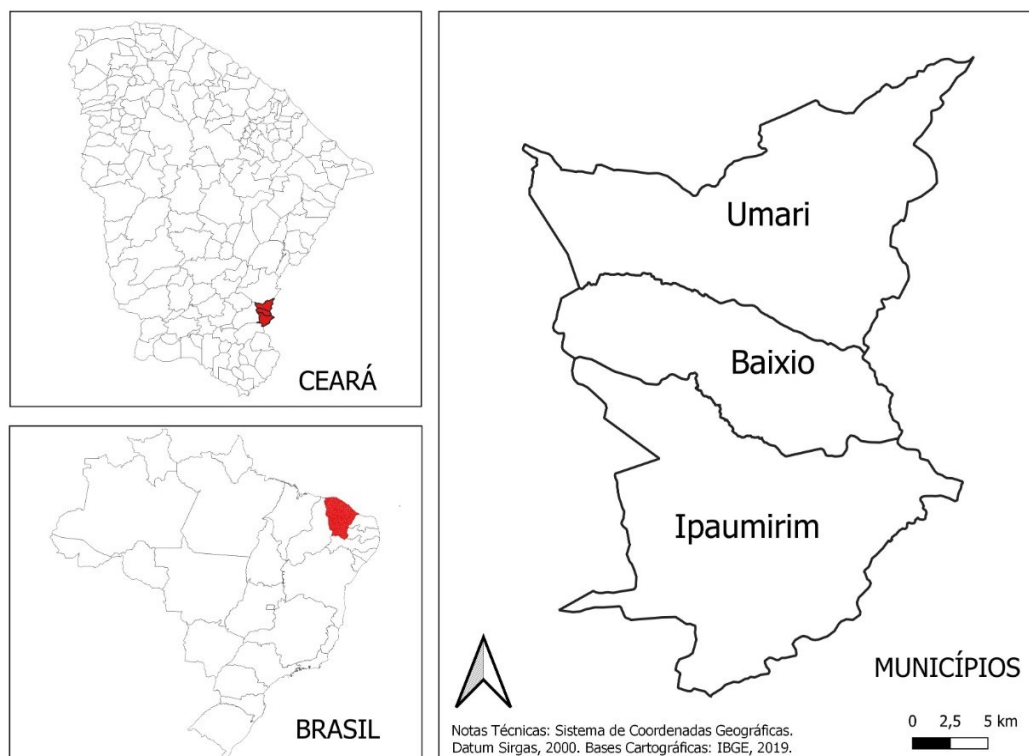 CEARÁ
BRASIL
Umari
Baixio
Ipaumirim
MUNICÍPIOS
0 2,5 5 km
Notas Técnicas: Sistema de Coordenadas Geográficas.
Datum Sirgas, 2000. Bases Cartográficas: IBGE, 2019.